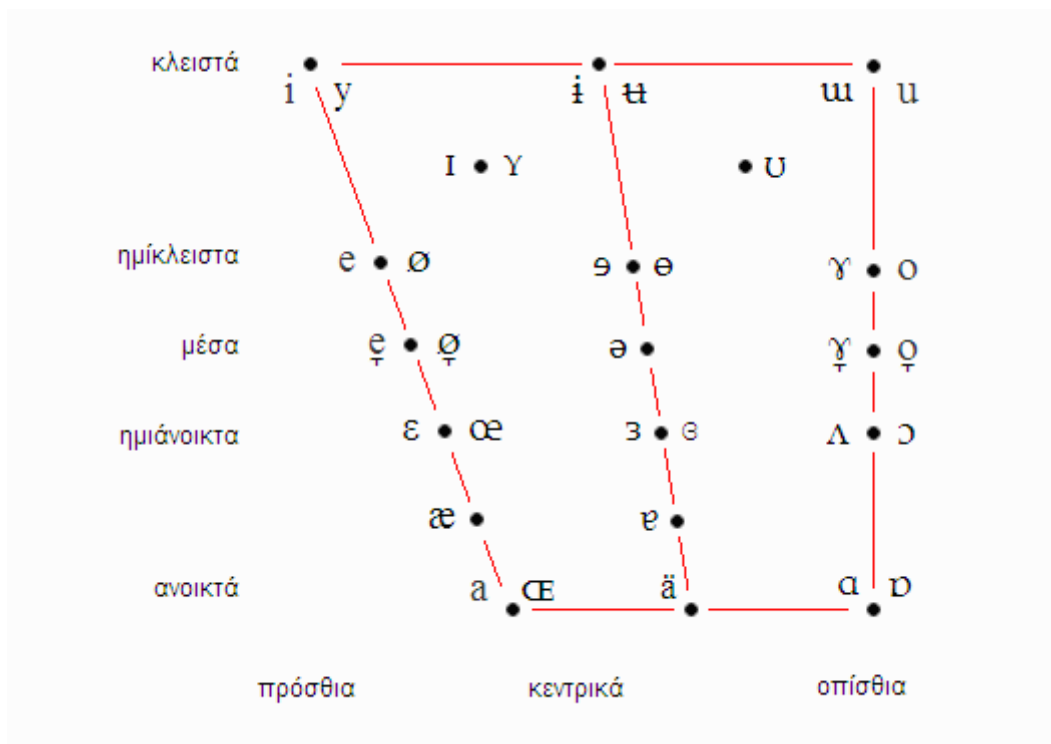 κλειστά
i y ɨ ʉ ɯ u
ɪ ʏ ʊ
ημίκλειστα
e ø ɘ ɵ ɤ o
μέσα
e̞ ø̞ ə ɤ̞ o̞
ημιάνοικτα
ɛ œ ɜ ɞ ʌ ɔ
æ ɐ
ανοικτά
a ɶ ä ɑ ɒ
πρόσθια κεντρικά οπίσθια